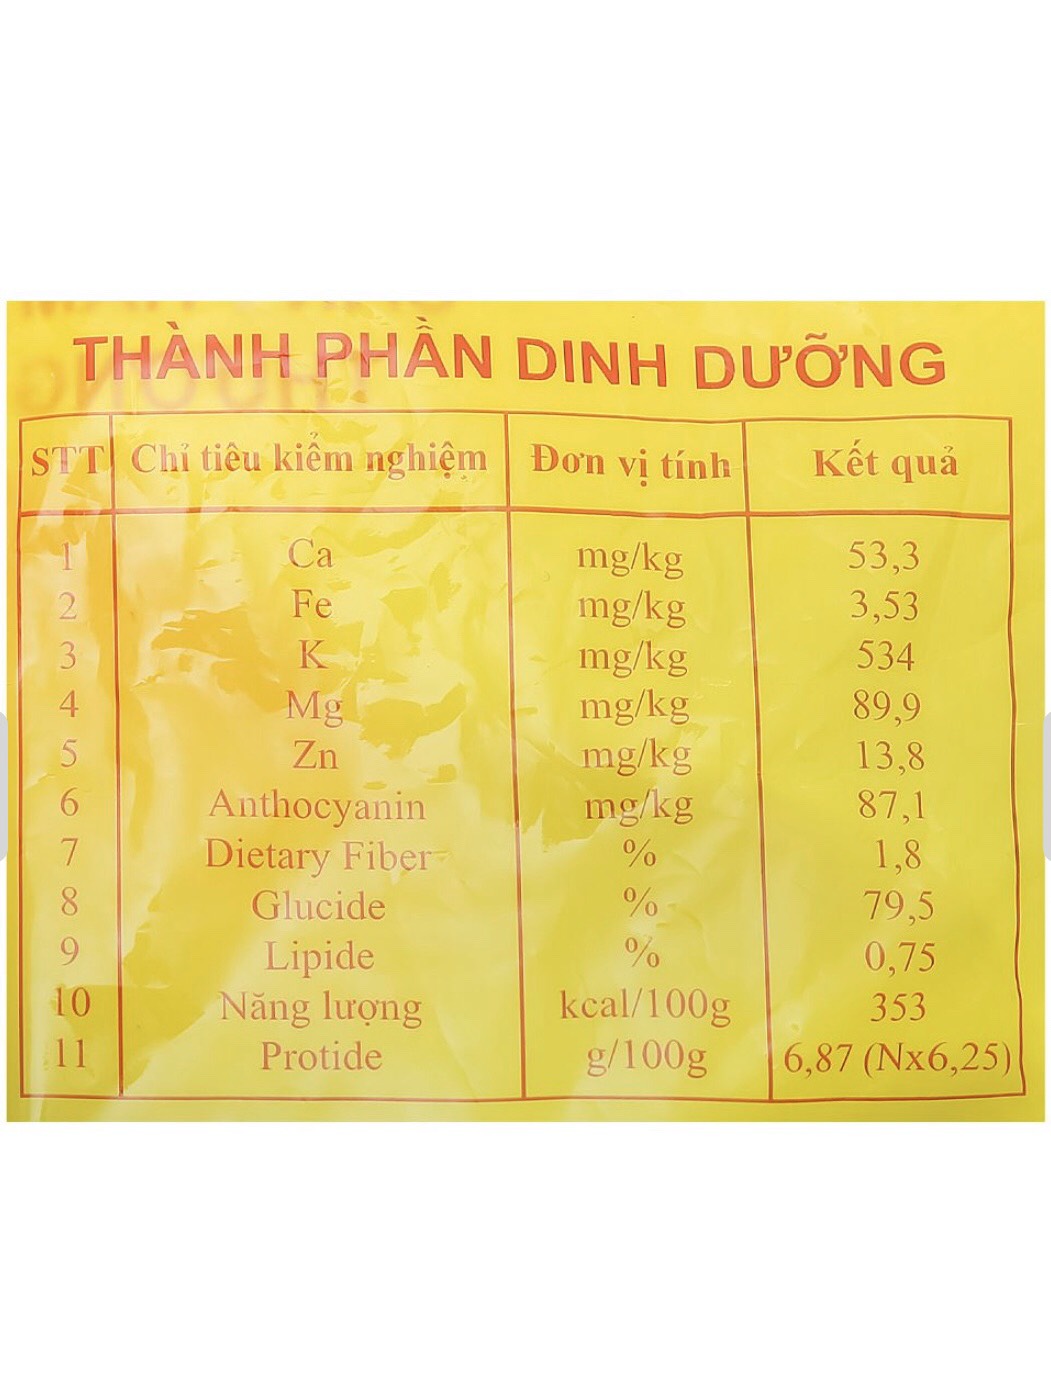 THÀNH PHẦN DINH DƯỠNG
STT Chỉ tiêu kiểm nghiệm Đơn vị tính Kết quả
1 Ca mg/kg 53,3
2 Fe mg/kg 3,53
3 K mg/kg 534
4 Mg mg/kg 89,9
5 Zn mg/kg 13,8
6 Anthocyanin mg/kg 87,1
7 Dietary Fiber % 1,8
8 Glucide % 79,5
9 Lipide % 0,75
10 Năng lượng kcal/100g 353
11 Protide g/100g 6,87 (Nx6,25)